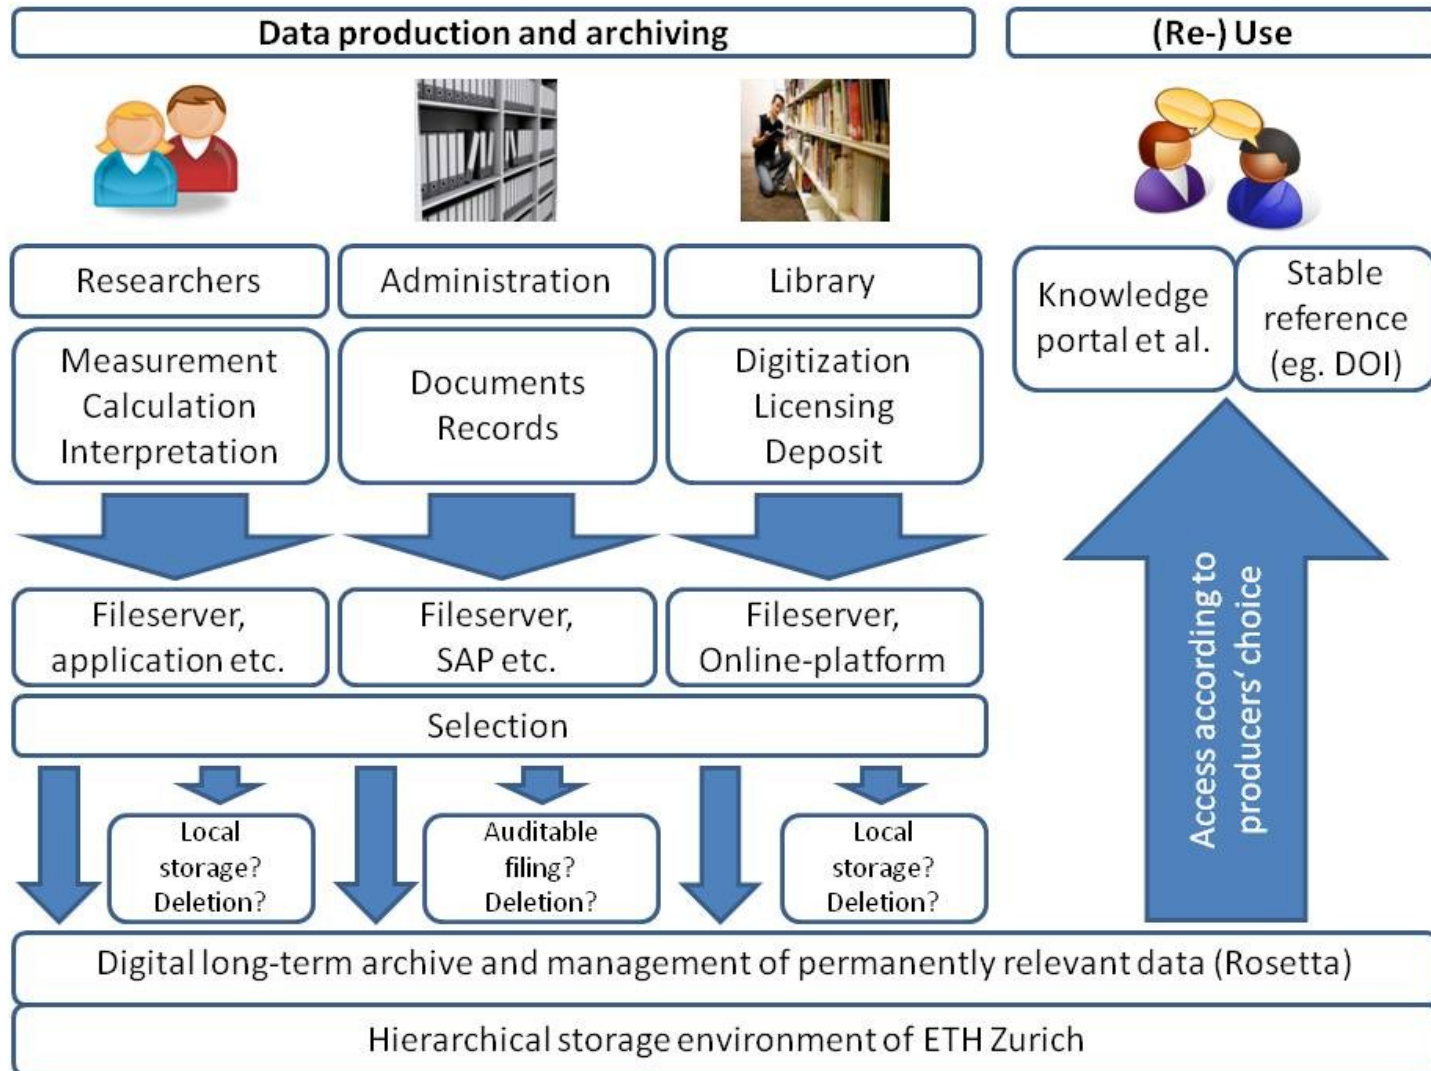 Data production and archiving
(Re-) Use
Researchers
Administration
Library
Knowledge
portal et al.
Stable
reference
(eg. DOI)
Measurement
Calculation
Interpretation
Documents
Records
Digitization
Licensing
Deposit
Fileserver,
application etc.
Fileserver,
SAP etc.
Fileserver,
Online-platform
Selection
Local
storage?
Deletion?
Auditable
filing?
Deletion?
Local
storage?
Deletion?
Access according to
producers‘ choice
Digital long-term archive and management of permanently relevant data (Rosetta)
Hierarchical storage environment of ETH Zurich